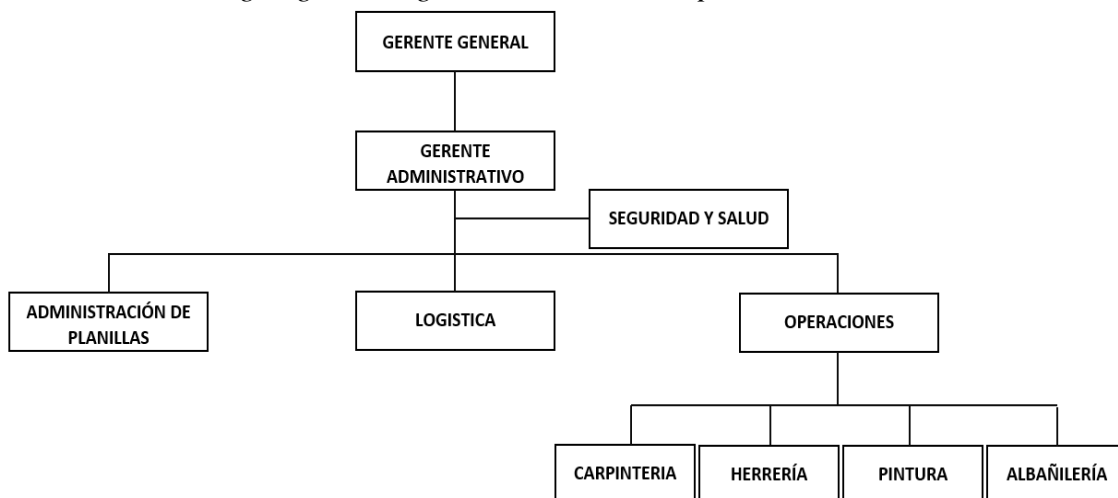 GERENTE GENERAL
GERENTE
ADMINISTRATIVO
SEGURIDAD Y SALUD
ADMINISTRACIÓN DE
PLANILLAS
LOGISTICA
OPERACIONES
CARPINTERIA
HERRERÍA
PINTURA
ALBAÑILERÍA